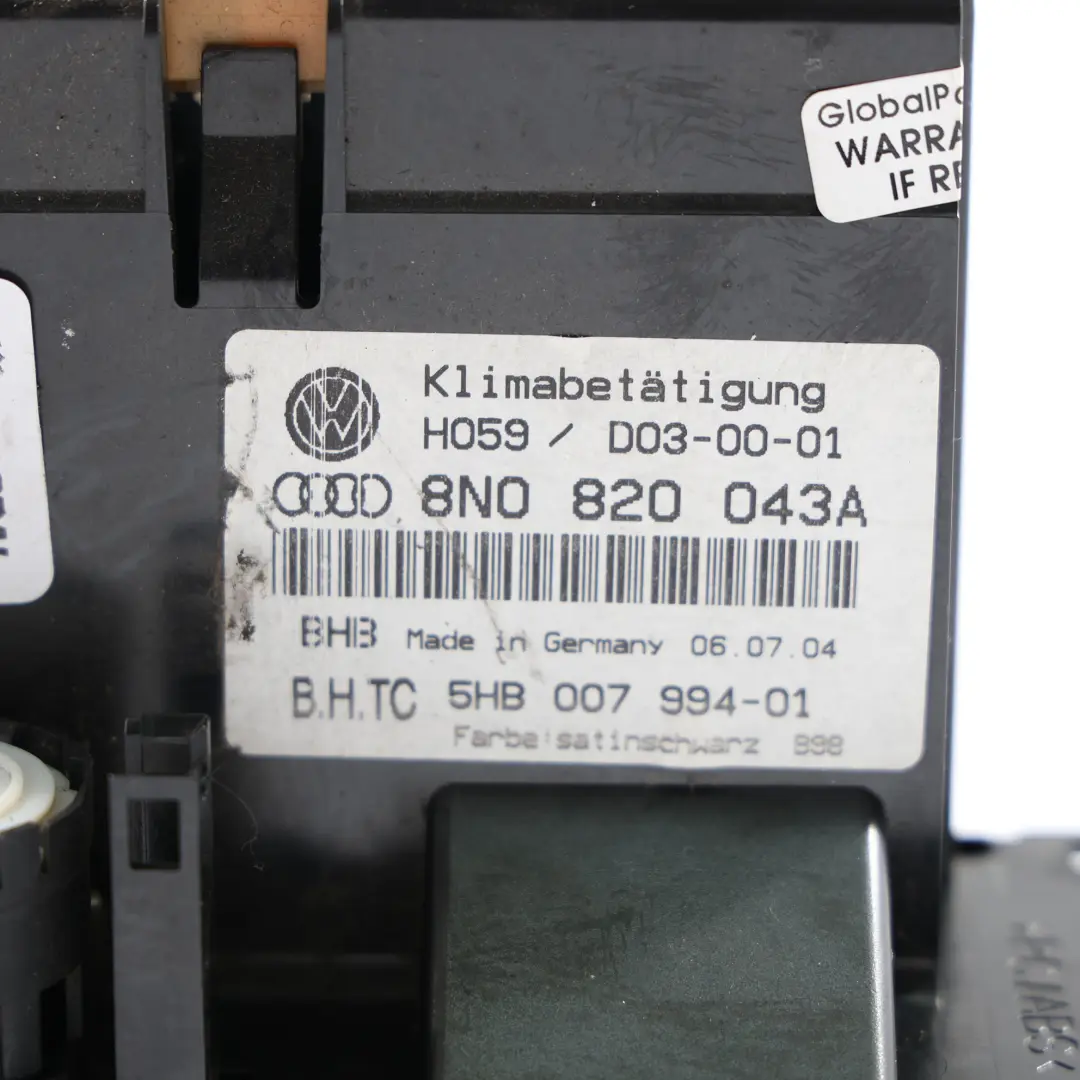 GlobalPa
WARRA
IF RE
Klimabetätigung
H059 / D03-00-01
8N0 820 043A
BHB Made in Germany 06.07.04
B.H.TC 5HB 007 994-01
Farbe:satinschwarz B98